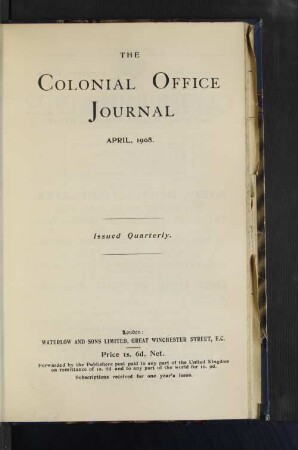 THE
COLONIAL OFFICE
JOURNAL
APRIL, 1908.
Issued Quarterly.
London:
WATERLOW AND SONS LIMITED, GREAT WINCHESTER STREET, E.C.
Price 1s. 6d. Net.
Forwarded by the Publishers post paid to any part of the United Kingdom
on remittance of 1s. 8d and to any part of the world for 1s. 9d.
Subscriptions received for one year's issue.